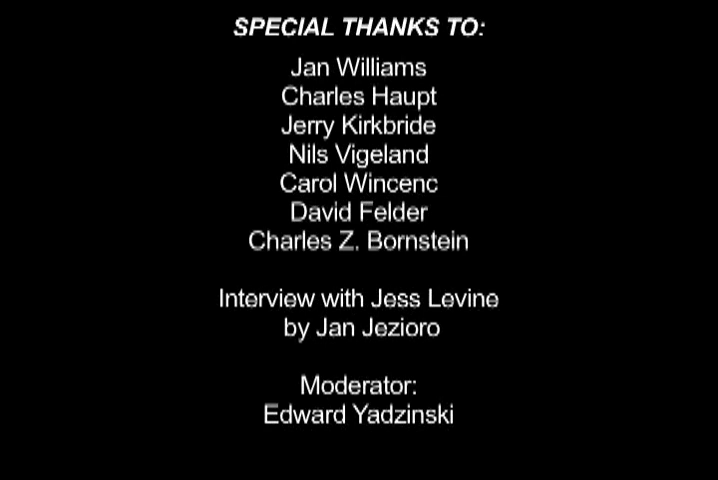 SPECIAL THANKS TO:
Jan Williams
Charles Haupt
Jerry Kirkbride
Nils Vigeland
Carol Wincenc
David Felder
Charles Z. Bornstein
Interview with Jess Levine
by Jan Jezioro
Moderator:
Edward Yadzinski